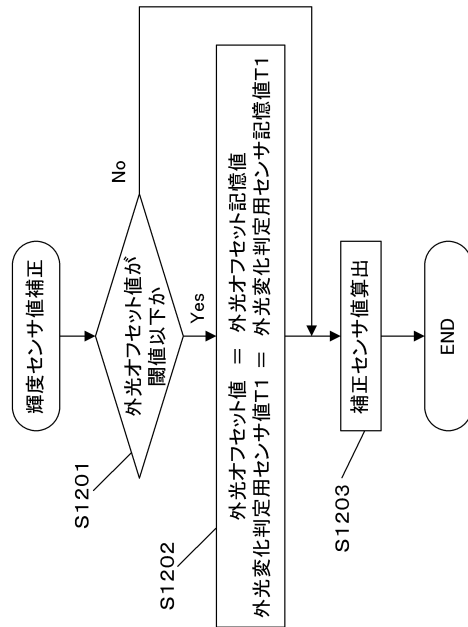 輝度センサ値補正
S1201
外光オフセット値が
閾値以下か
No
Yes
S1202
外光オフセット値 = 外光オフセット記憶値
外光変化判定用センサ値T1 = 外光変化判定用センサ記憶値T1
S1203
補正センサ値算出
END